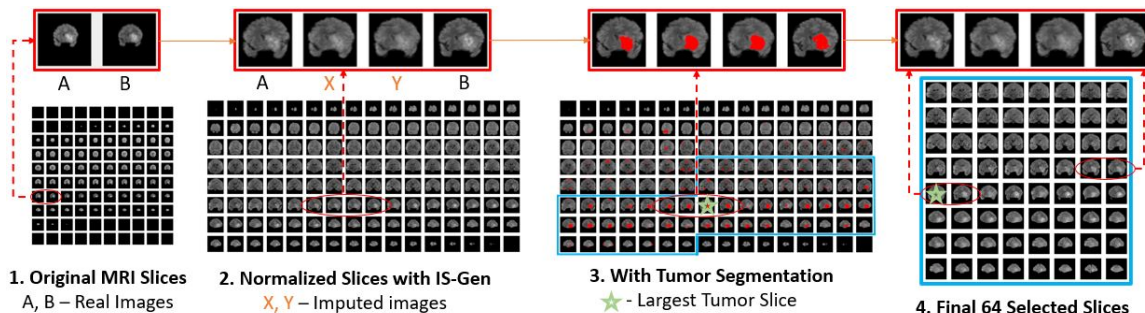 A B
A X Y B
1. Original MRI Slices
A, B – Real Images
2. Normalized Slices with IS-Gen
X, Y – Imputed images
3. With Tumor Segmentation
- Largest Tumor Slice
4. Final 64 Selected Slices